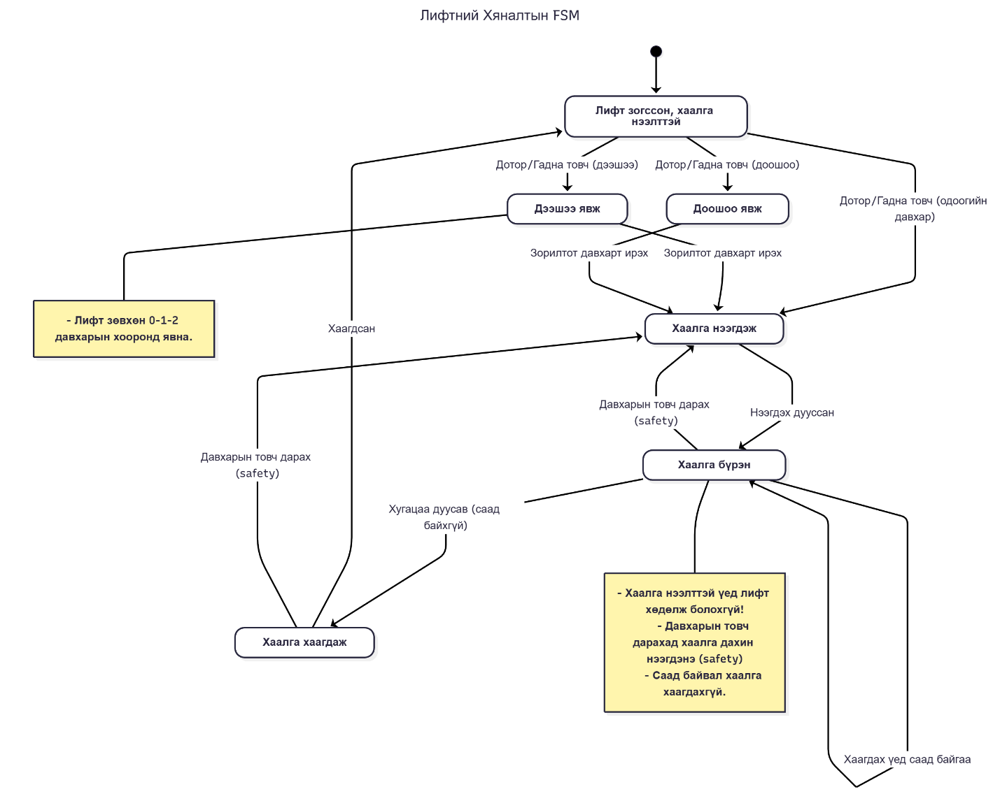 Лифтний Хяналтын FSM
Лифт зогссон, хаалга
нээлттэй
Дотор/Гадна товч (дээшээ)
Дотор/Гадна товч (доошоо)
Дотор/Гадна товч (одоогийн
давхар)
Дээшээ явж
Доошоо явж
Зорилтот давхарт ирэх
Зорилтот давхарт ирэх
- Лифт зөвхөн 0-1-2
давхарын хооронд явна.
Хаагдсан
Хаалга нээгдэж
Давхарын товч дарах
(safety)
Нээгдэх дууссан
Давхарын товч дарах
(safety)
Хаалга бүрэн
Хугацаа дуусав (саад
байхгүй)
- Хаалга нээлттэй үед лифт
хөдөлж болохгүй!
- Давхарын товч
дарахад хаалга дахин
нээгдэнэ (safety)
- Саад байвал хаалга
хаагдахгүй.
Хаалга хаагдаж
Хаагдах үед саад байгаа